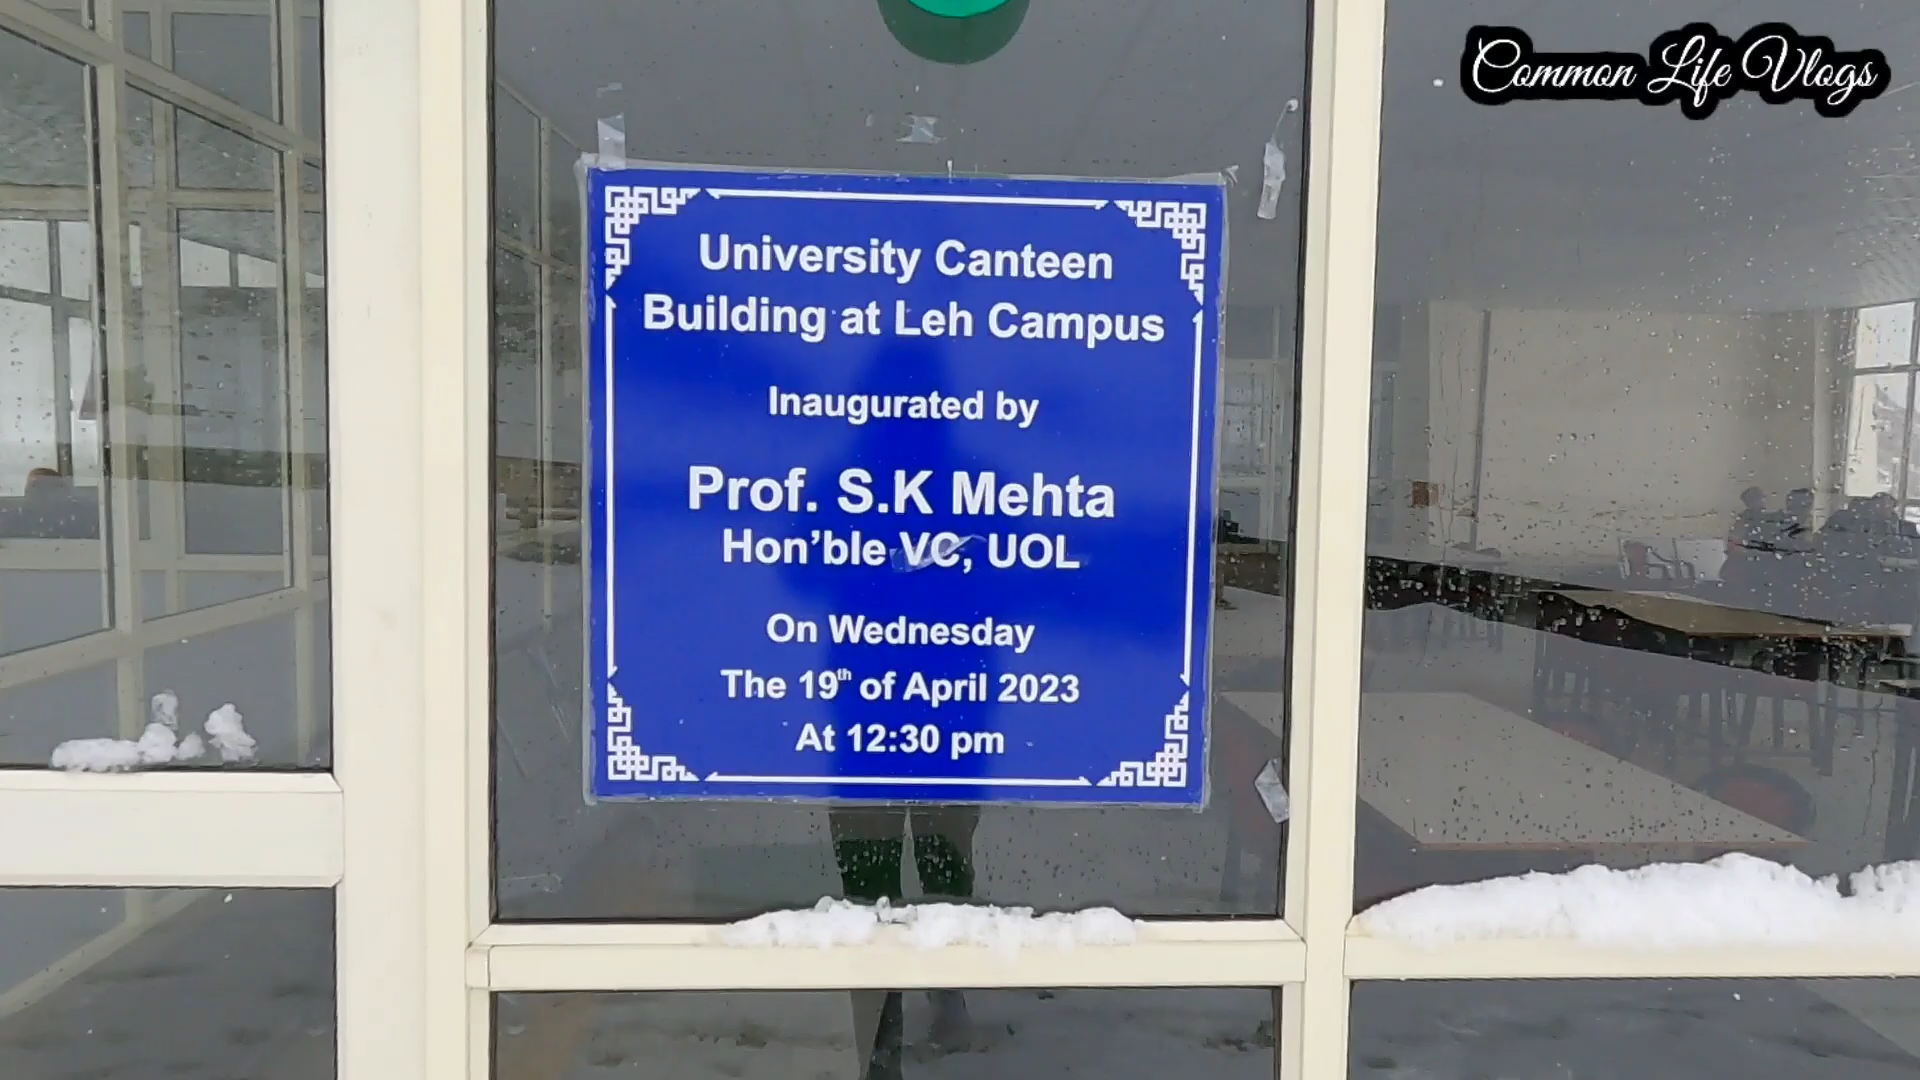 Common Life Vlogs
University Canteen
Building at Leh Campus
Inaugurated by
Prof. S.K Mehta
Hon'ble VC, UOL
On Wednesday
The 19th of April 2023
At 12:30 pm